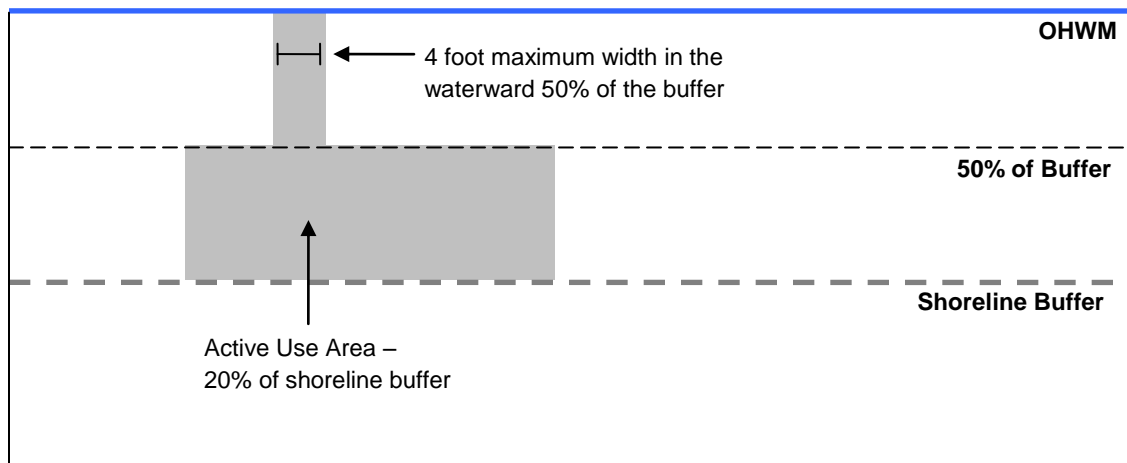 OHWM
4 foot maximum width in the
waterward 50% of the buffer
50% of Buffer
Shoreline Buffer
Active Use Area –
20% of shoreline buffer